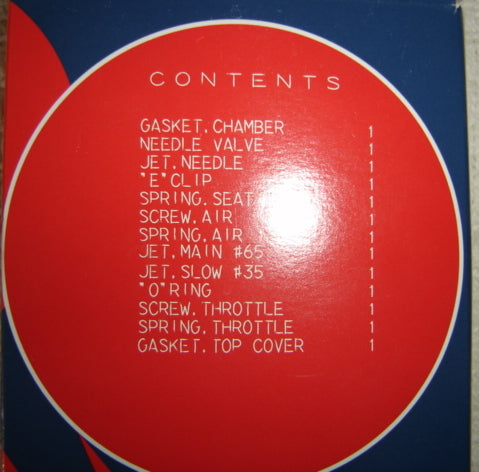 CONTENTS
GASKET, CHAMBER 1
NEEDLE VALVE 1
JET, NEEDLE 1
"E" CLIP 1
SPRING, SEAT 1
SCREW, AIR 1
SPRING, AIR 1
JET, MAIN #65 1
JET, SLOW #35 1
"O" RING 1
SCREW, THROTTLE 1
SPRING, THROTTLE 1
GASKET, TOP COVER 1